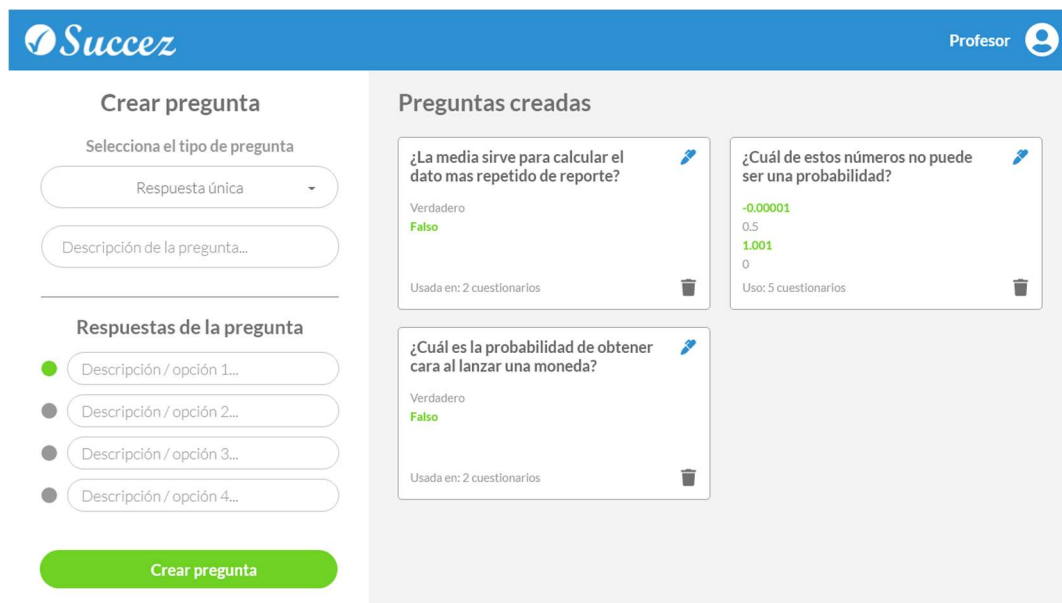 Succez
Profesor
Crear pregunta
Selecciona el tipo de pregunta
Respuesta única
Descripción de la pregunta...
Respuestas de la pregunta
Descripción / opción 1...
Descripción / opción 2...
Descripción / opción 3...
Descripción / opción 4...
Crear pregunta
Preguntas creadas
¿La media sirve para calcular el
dato mas repetido de reporte?
Verdadero
Falso
Usada en: 2 cuestionarios
¿Cuál de estos números no puede
ser una probabilidad?
-0.00001
0.5
1.001
0
Uso: 5 cuestionarios
¿Cuál es la probabilidad de obtener
cara al lanzar una moneda?
Verdadero
Falso
Usada en: 2 cuestionarios